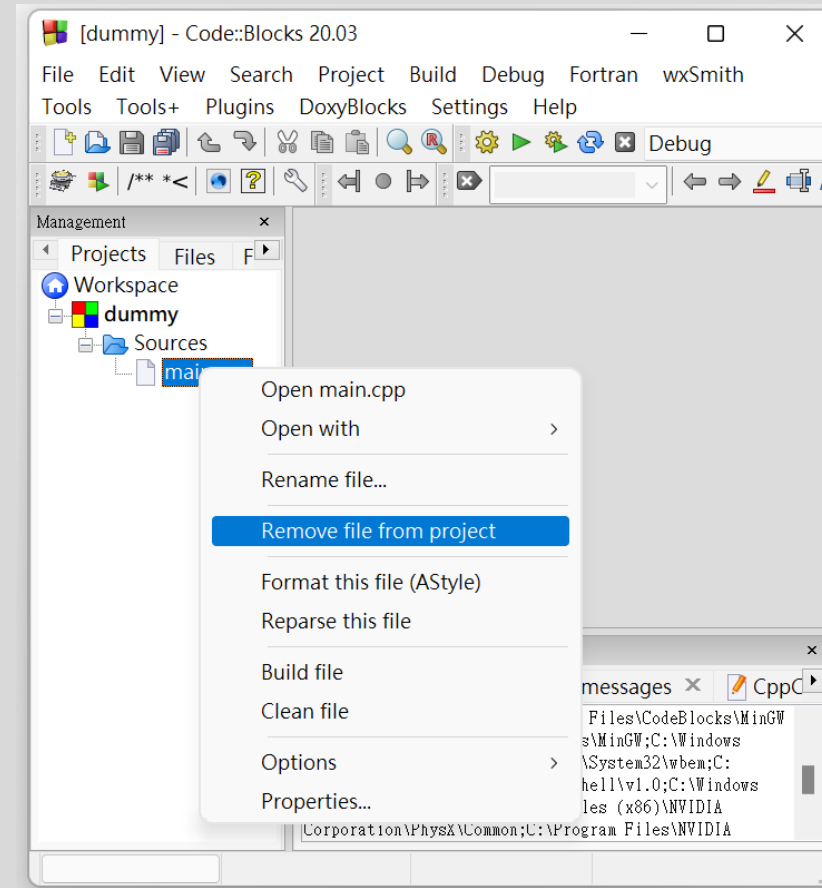 [dummy] - Code::Blocks 20.03
File Edit View Search Project Build Debug Fortran wxSmith
Tools Tools+ Plugins DoxyBlocks Settings Help
Debug
/** *<
Management
Projects Files F
Workspace
dummy
Sources
mai
Open main.cpp
Open with
Rename file...
Remove file from project
Format this file (AStyle)
Reparse this file
Build file
Clean file
Options
Properties...
messages CppC
Files\CodeBlocks\MinGW
s\MinGW;C:\Windows
\System32\wbem;C:
hell\v1.0;C:\Windows
les (x86)\NVIDIA
Corporation\PhysX\Common;C:\Program Files\NVIDIA